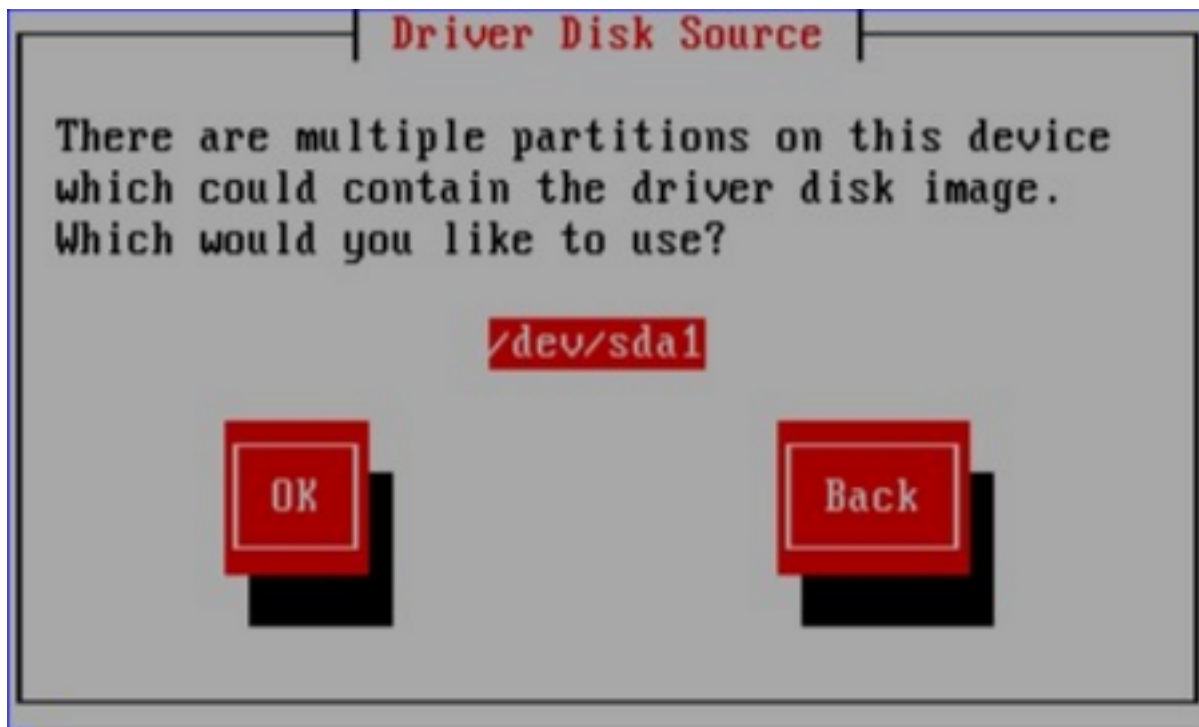 Driver Disk Source
There are multiple partitions on this device
which could contain the driver disk image.
Which would you like to use?
/dev/sda1
OK
Back